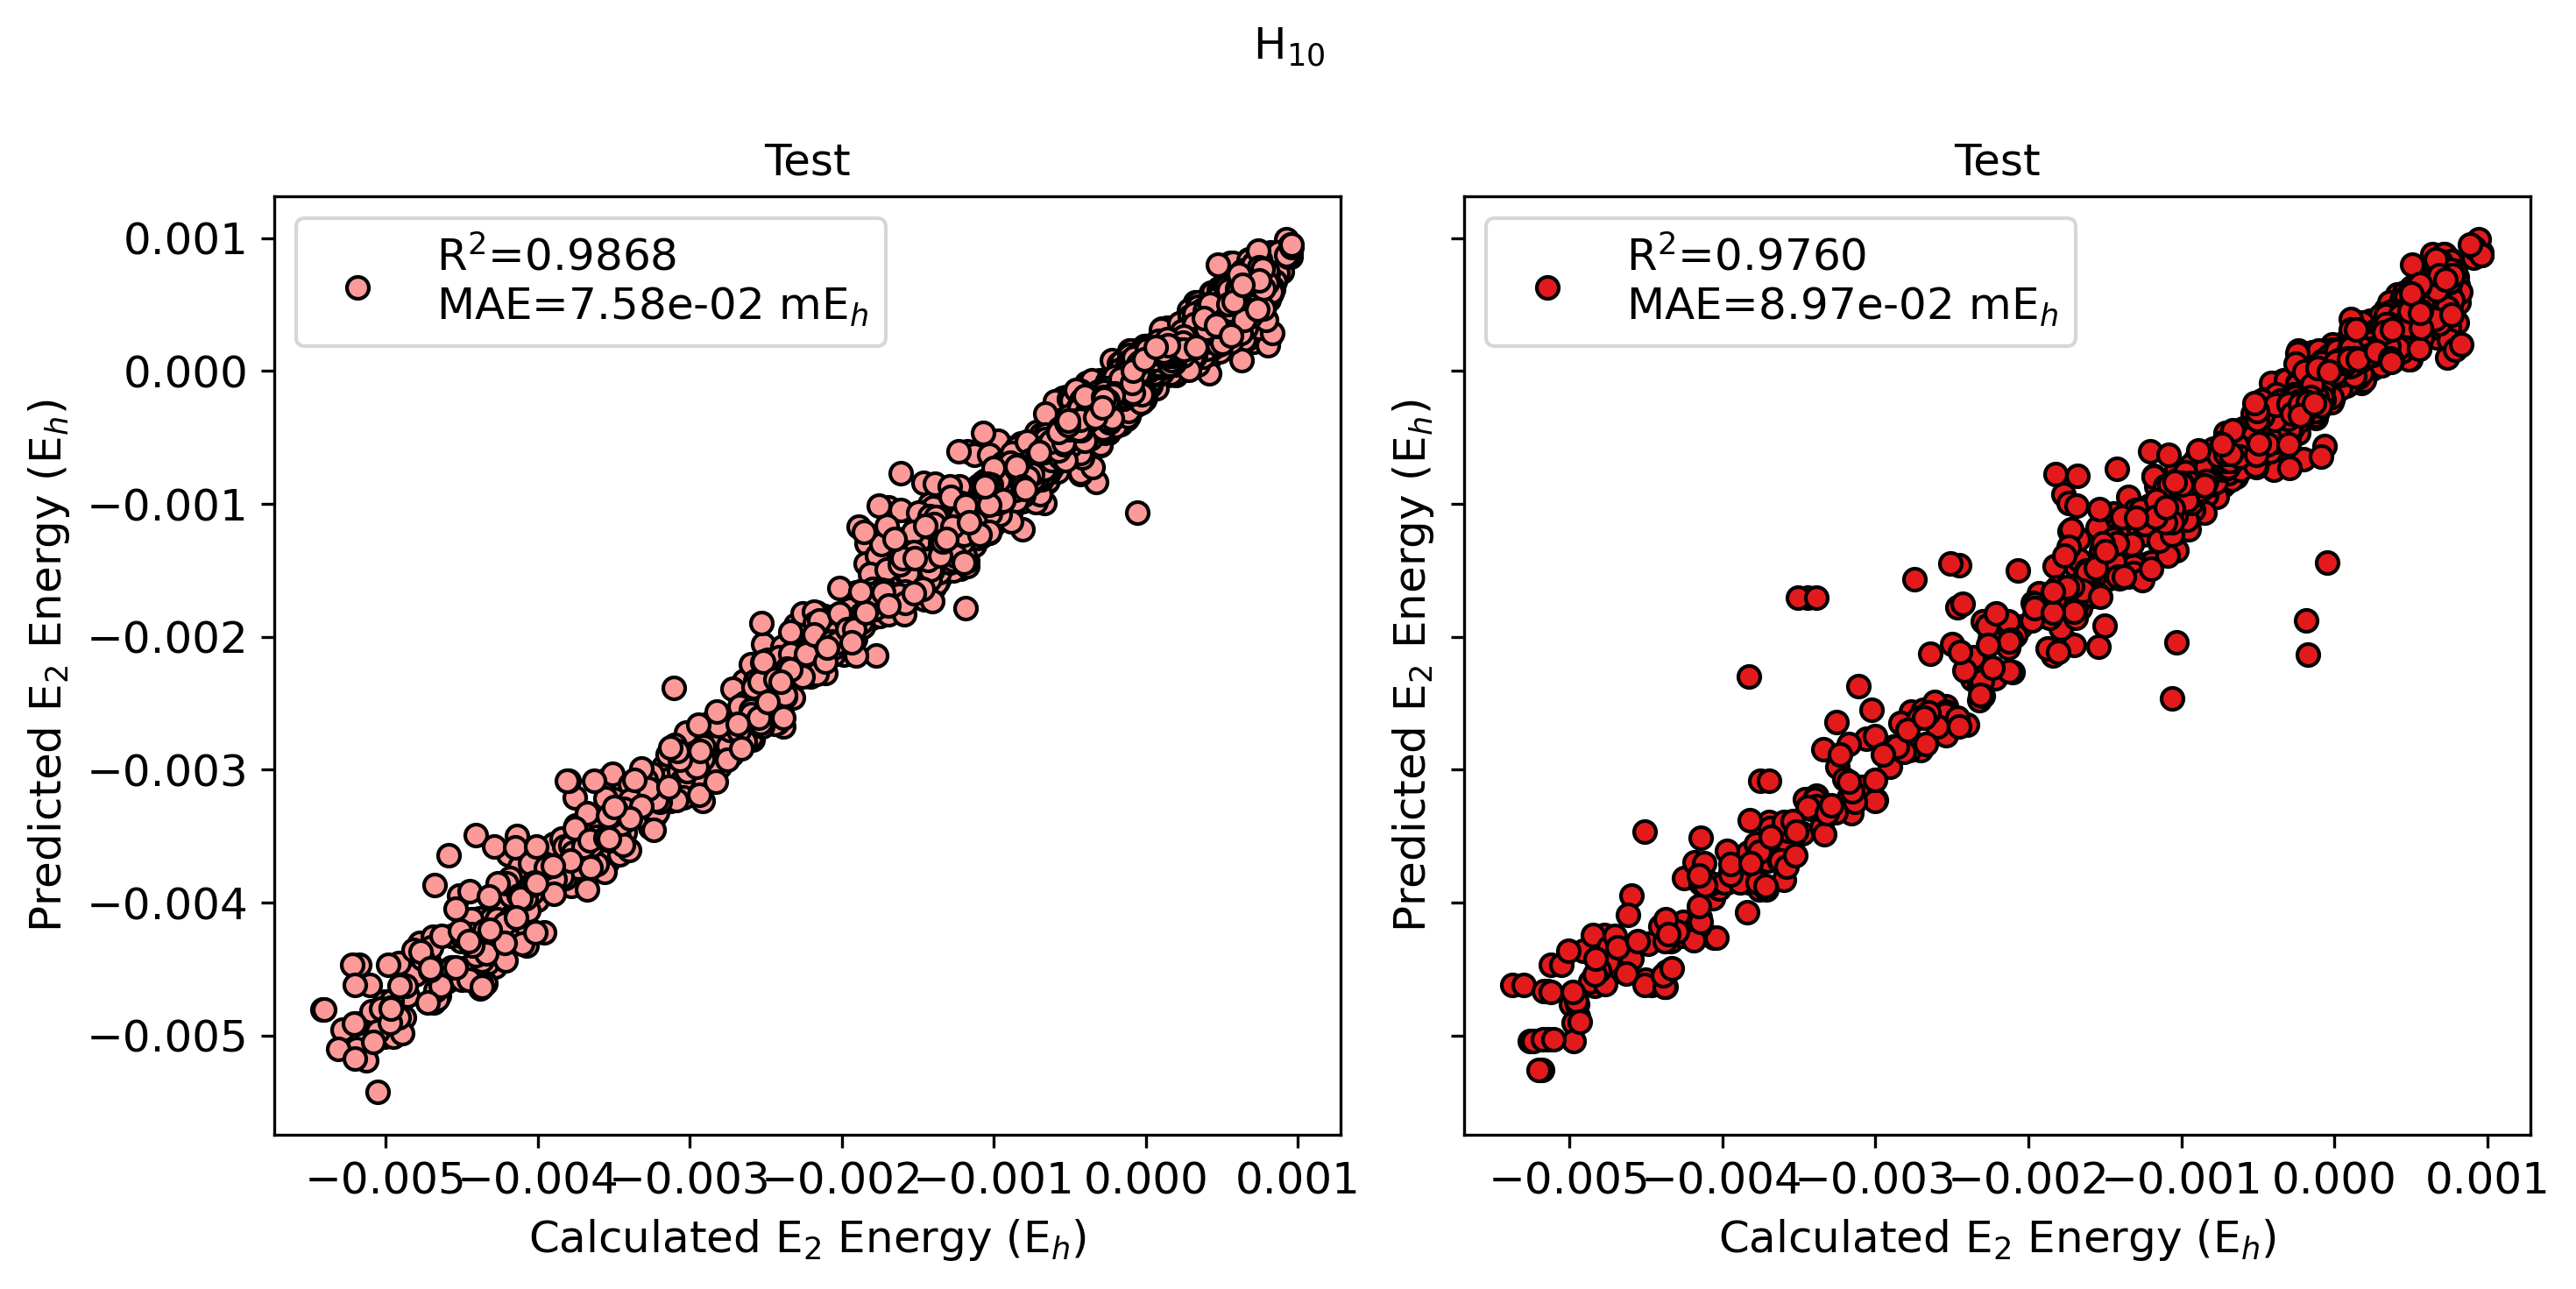 H₁₀
Test
R²=0.9868
MAE=7.58e-02 mEₕ
0.001
0.000
−0.001
−0.002
−0.003
−0.004
−0.005
Predicted E₂ Energy (Eₕ)
−0.005 −0.004 −0.003 −0.002 −0.001 0.000 0.001
Calculated E₂ Energy (Eₕ)
Test
R²=0.9760
MAE=8.97e-02 mEₕ
Predicted E₂ Energy (Eₕ)
−0.005 −0.004 −0.003 −0.002 −0.001 0.000 0.001
Calculated E₂ Energy (Eₕ)